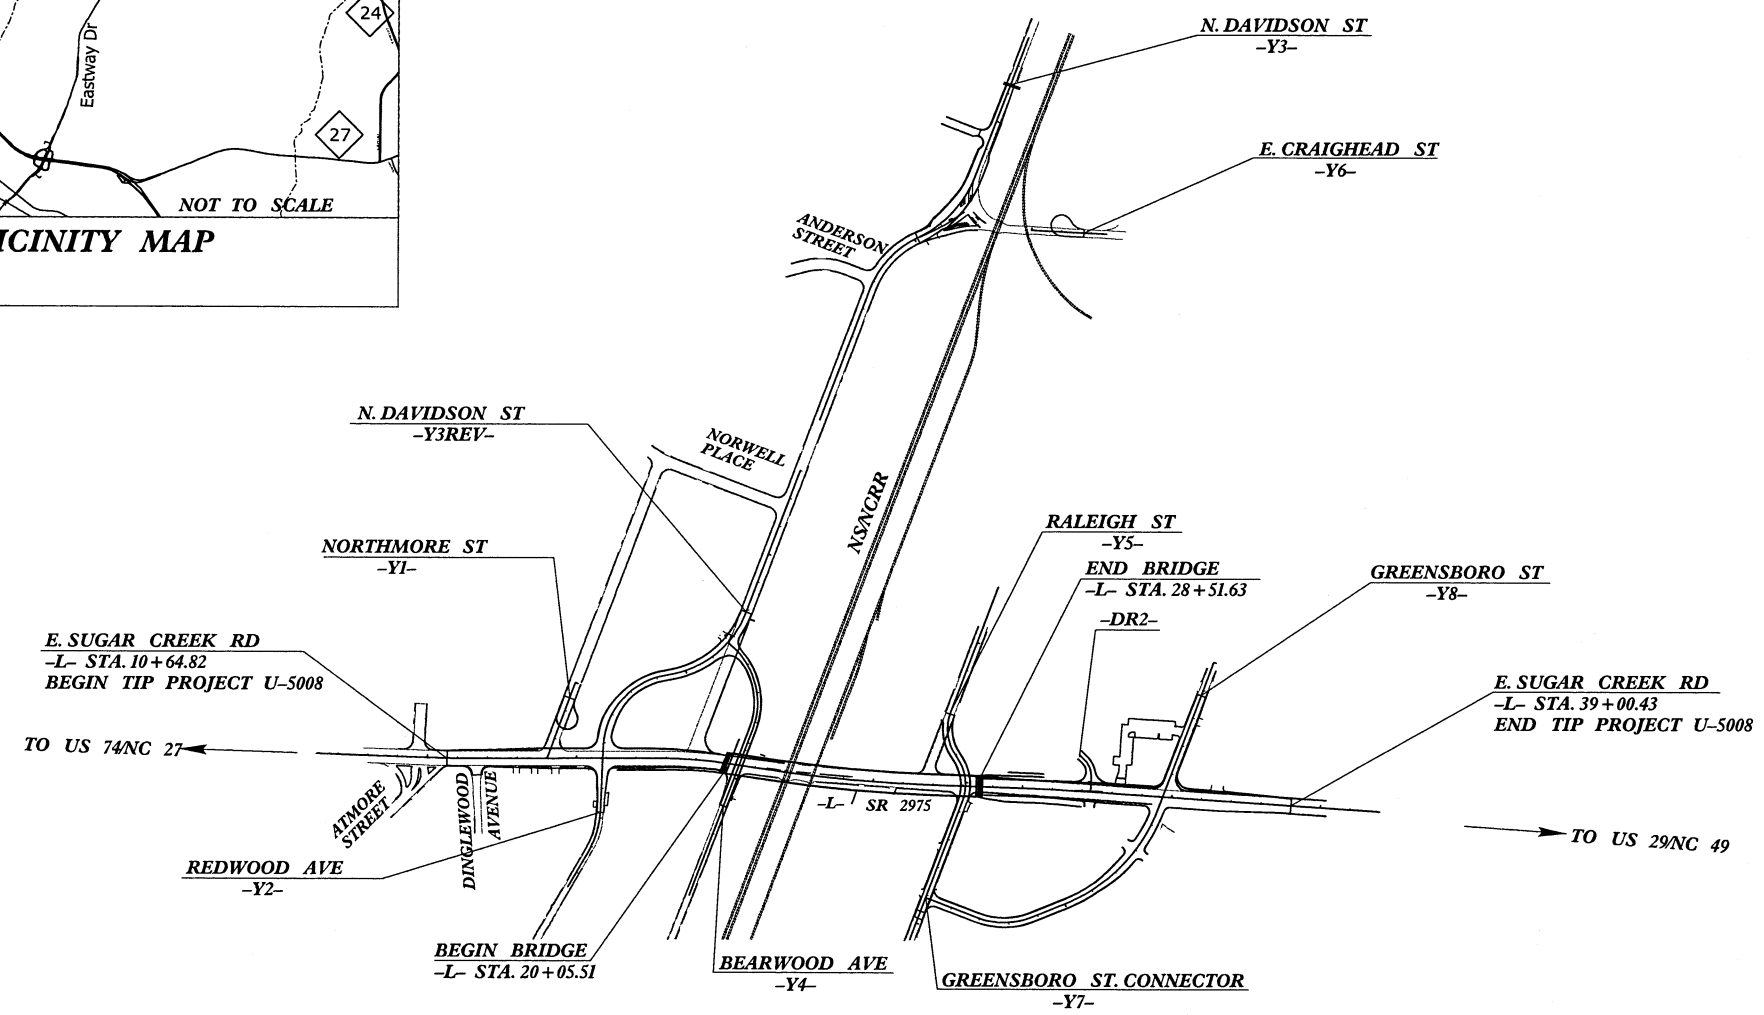 24
Eastway Dr
27
NOT TO SCALE
ICINITY MAP
N. DAVIDSON ST
–Y3–
E. CRAIGHEAD ST
–Y6–
ANDERSON
STREET
N. DAVIDSON ST
–Y3REV–
NORWELL
PLACE
NS/NCRR
NORTHMORE ST
–Y1–
RALEIGH ST
–Y5–
END BRIDGE
–L– STA. 28+51.63
–DR2–
GREENSBORO ST
–Y8–
E. SUGAR CREEK RD
–L– STA. 10+64.82
BEGIN TIP PROJECT U–5008
E. SUGAR CREEK RD
–L– STA. 39+00.43
END TIP PROJECT U–5008
TO US 74/NC 27
ATMORE
STREET
DINGLEWOOD
AVENUE
–L– SR 2975
TO US 29/NC 49
REDWOOD AVE
–Y2–
BEGIN BRIDGE
–L– STA. 20+05.51
BEARWOOD AVE
–Y4–
GREENSBORO ST. CONNECTOR
–Y7–